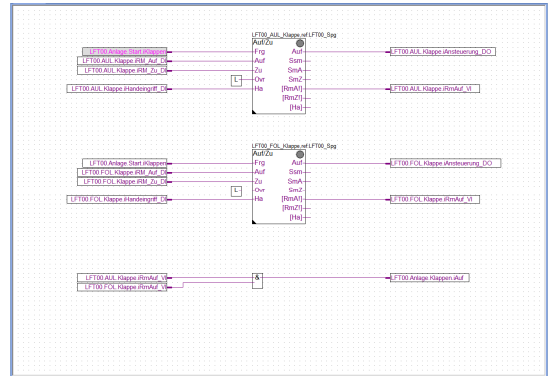 LFT00_AUL_Klappe.ref:LFT00_Spg
Auf/Zu
LFT00.Anlage.Start.iKlappen Frg Auf LFT00.AUL.Klappe.iAnsteuerung_DO
LFT00.AUL.Klappe.iRM_Auf_DI Auf Ssm
LFT00.AUL.Klappe.iRM_Zu_DI Zu SmA
L Ovr SmZ
LFT00.AUL.Klappe.iHandeingriff_DI Ha [RmA!] LFT00.AUL.Klappe.iRmAuf_VI
[RmZ!]
[Ha]
LFT00_FOL_Klappe.ref:LFT00_Spg
Auf/Zu
LFT00.Anlage.Start.iKlappen Frg Auf LFT00.FOL.Klappe.iAnsteuerung_DO
LFT00.FOL.Klappe.iRM_Auf_DI Auf Ssm
LFT00.FOL.Klappe.iRM_Zu_DI Zu SmA
L Ovr SmZ
LFT00.FOL.Klappe.iHandeingriff_DI Ha [RmA!] LFT00.FOL.Klappe.iRmAuf_VI
[RmZ!]
[Ha]
LFT00.AUL.Klappe.iRmAuf_VI & LFT00.Anlage.Klappen.iAuf
LFT00.FOL.Klappe.iRmAuf_VI